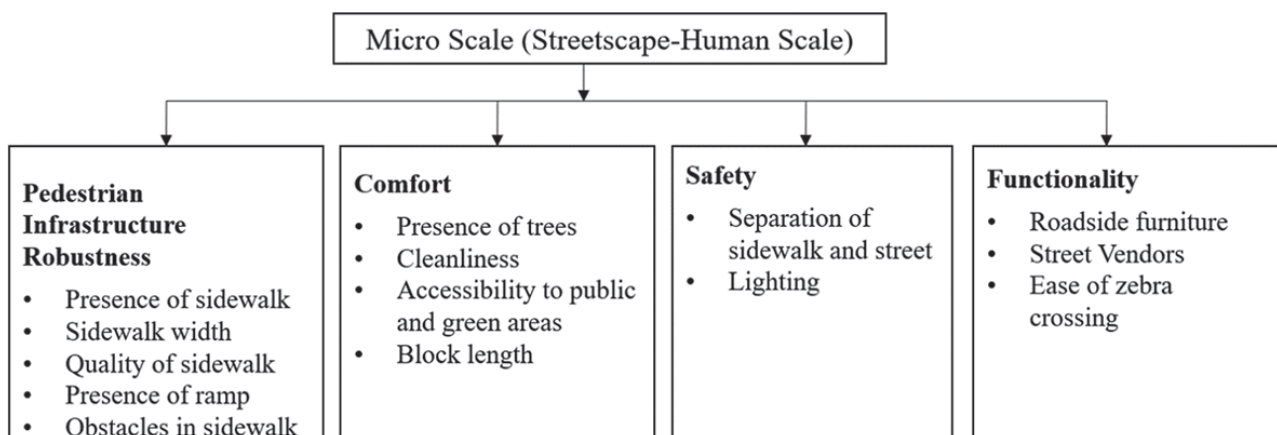 Micro Scale (Streetscape-Human Scale)
Pedestrian
Infrastructure
Robustness
• Presence of sidewalk
• Sidewalk width
• Quality of sidewalk
• Presence of ramp
• Obstacles in sidewalk
Comfort
• Presence of trees
• Cleanliness
• Accessibility to public
and green areas
• Block length
Safety
• Separation of
sidewalk and street
• Lighting
Functionality
• Roadside furniture
• Street Vendors
• Ease of zebra
crossing